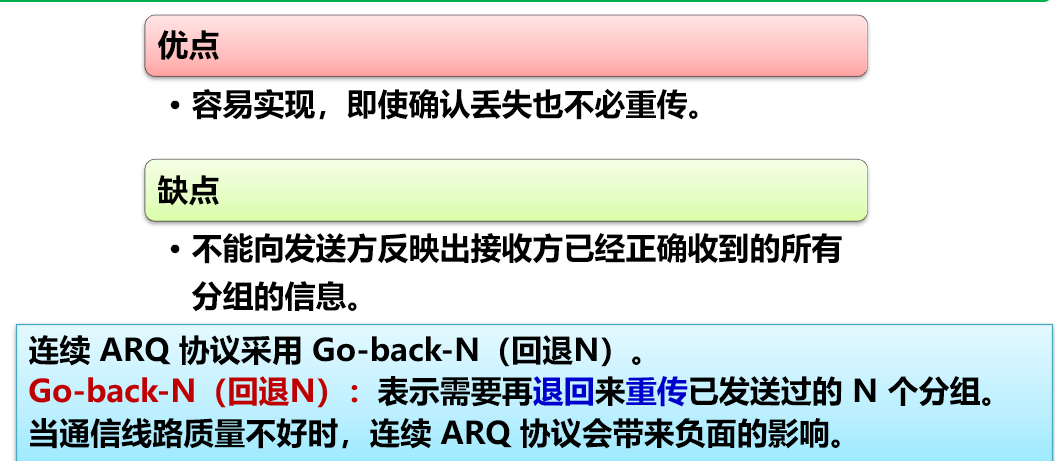 优点
• 容易实现，即使确认丢失也不必重传。
缺点
• 不能向发送方反映出接收方已经正确收到的所有
分组的信息。
连续 ARQ 协议采用 Go-back-N（回退N）。
Go-back-N（回退N）：表示需要再退回来重传已发送过的 N 个分组。
当通信线路质量不好时，连续 ARQ 协议会带来负面的影响。